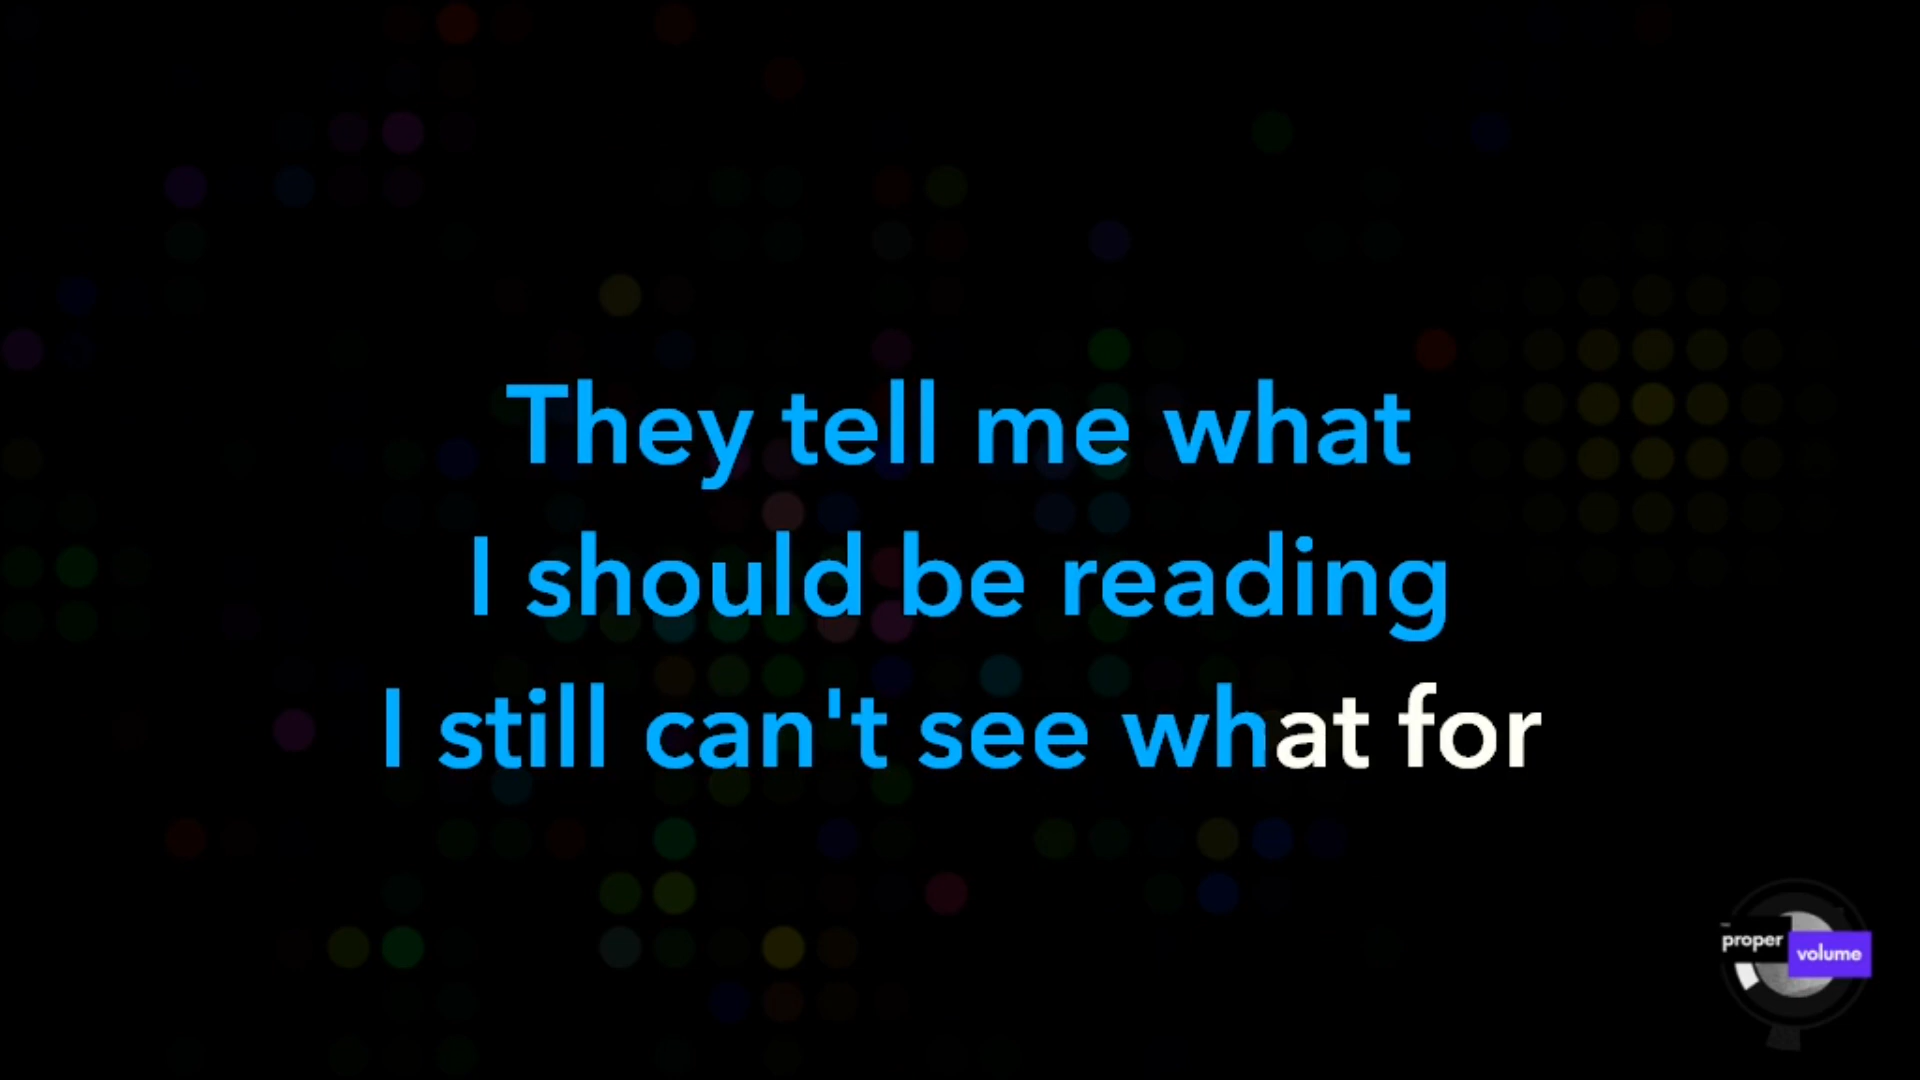 They tell me what
I should be reading
I still can't see what for
proper
volume